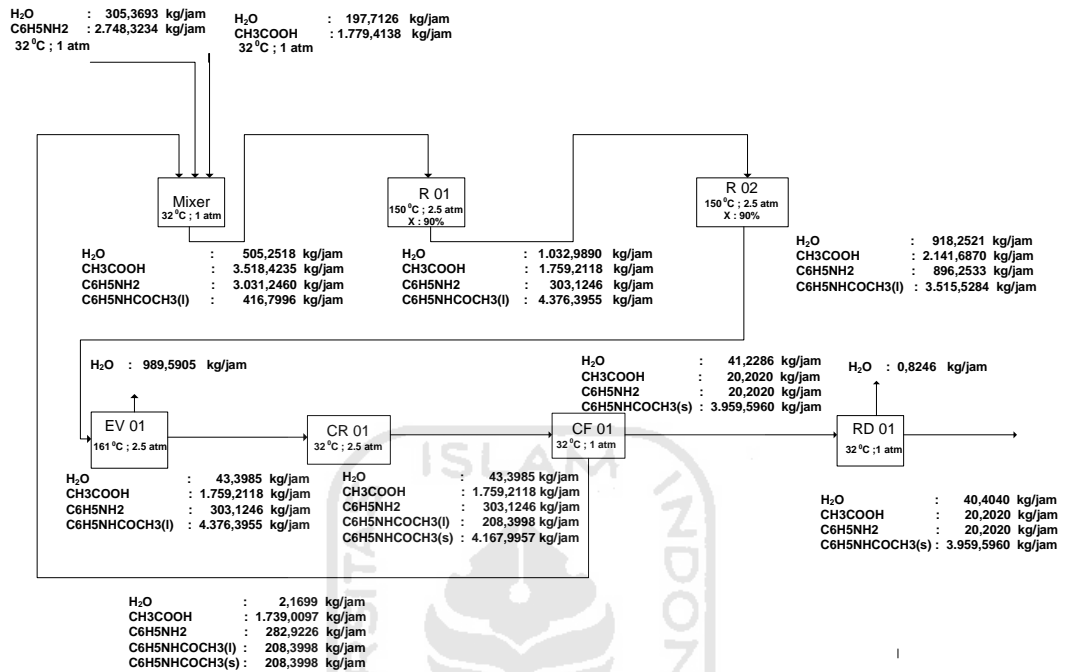 H₂O : 305,3693 kg/jam
C6H5NH2 : 2.748,3234 kg/jam
32 ⁰C ; 1 atm
H₂O : 197,7126 kg/jam
CH3COOH : 1.779,4138 kg/jam
32 ⁰C ; 1 atm
Mixer
32 ⁰C ; 1 atm
R 01
150 ⁰C ; 2.5 atm
X : 90%
R 02
150 ⁰C ; 2.5 atm
X : 90%
H₂O : 505,2518 kg/jam
CH3COOH : 3.518,4235 kg/jam
C6H5NH2 : 3.031,2460 kg/jam
C6H5NHCOCH3(l) : 416,7996 kg/jam
H₂O : 1.032,9890 kg/jam
CH3COOH : 1.759,2118 kg/jam
C6H5NH2 : 303,1246 kg/jam
C6H5NHCOCH3(l) : 4.376,3955 kg/jam
H₂O : 918,2521 kg/jam
CH3COOH : 2.141,6870 kg/jam
C6H5NH2 : 896,2533 kg/jam
C6H5NHCOCH3(l) : 3.515,5284 kg/jam
H₂O : 989,5905 kg/jam
H₂O : 41,2286 kg/jam
CH3COOH : 20,2020 kg/jam
C6H5NH2 : 20,2020 kg/jam
C6H5NHCOCH3(s) : 3.959,5960 kg/jam
H₂O : 0,8246 kg/jam
EV 01
161 ⁰C ; 2.5 atm
CR 01
32 ⁰C ; 2.5 atm
CF 01
32 ⁰C ; 1 atm
RD 01
32 ⁰C ;1 atm
H₂O : 43,3985 kg/jam
CH3COOH : 1.759,2118 kg/jam
C6H5NH2 : 303,1246 kg/jam
C6H5NHCOCH3(l) : 4.376,3955 kg/jam
H₂O : 43,3985 kg/jam
CH3COOH : 1.759,2118 kg/jam
C6H5NH2 : 303,1246 kg/jam
C6H5NHCOCH3(l) : 208,3998 kg/jam
C6H5NHCOCH3(s) : 4.167,9957 kg/jam
H₂O : 40,4040 kg/jam
CH3COOH : 20,2020 kg/jam
C6H5NH2 : 20,2020 kg/jam
C6H5NHCOCH3(s) : 3.959,5960 kg/jam
H₂O : 2,1699 kg/jam
CH3COOH : 1.739,0097 kg/jam
C6H5NH2 : 282,9226 kg/jam
C6H5NHCOCH3(l) : 208,3998 kg/jam
C6H5NHCOCH3(s) : 208,3998 kg/jam
ISLAM